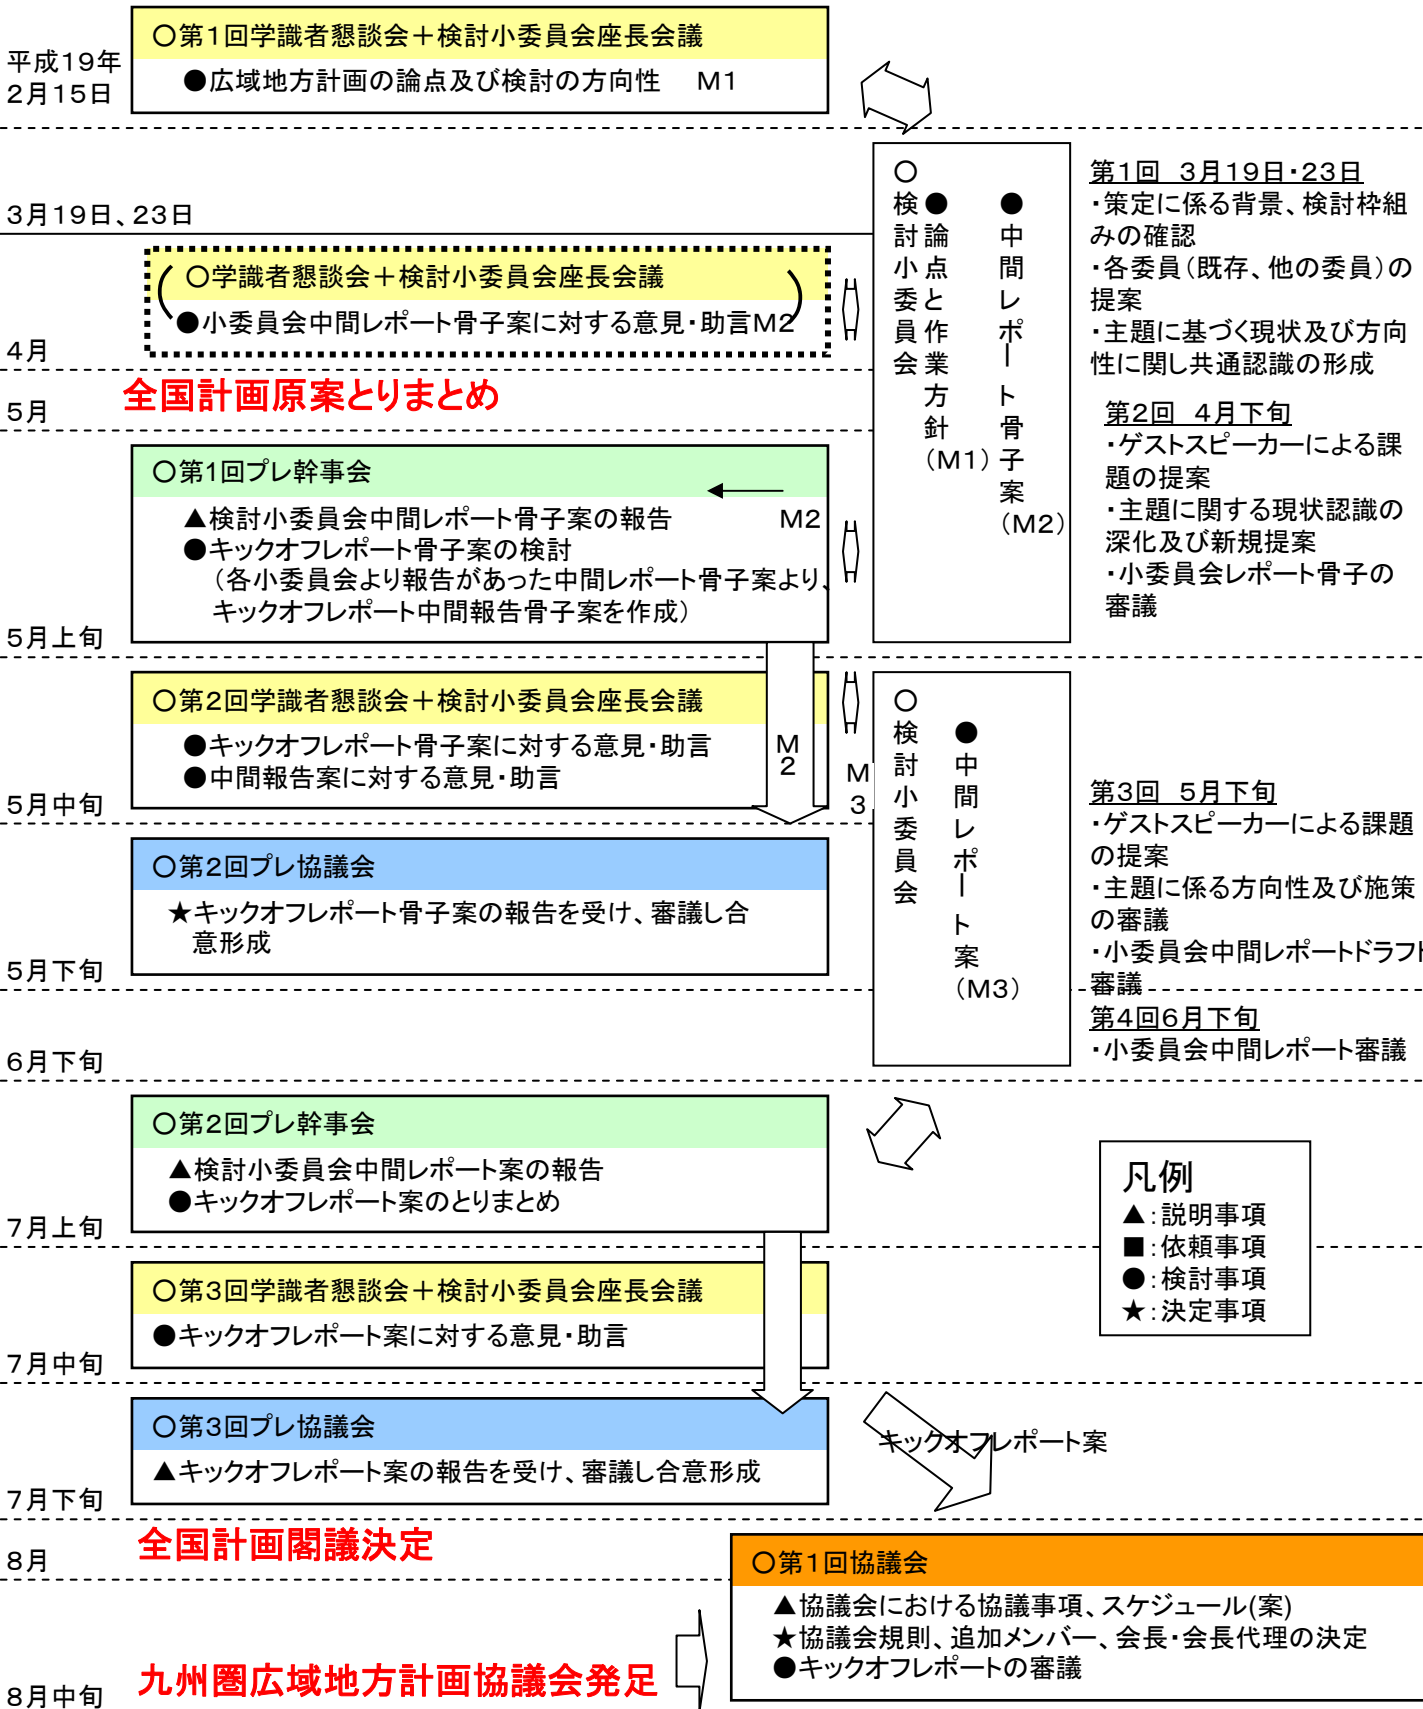 平成19年
2月15日
○第1回学識者懇談会＋検討小委員会座長会議
●広域地方計画の論点及び検討の方向性　M1
3月19日、23日
○学識者懇談会＋検討小委員会座長会議
●小委員会中間レポート骨子案に対する意見・助言M2
4月
全国計画原案とりまとめ
5月
○第1回プレ幹事会
▲検討小委員会中間レポート骨子案の報告　M2
●キックオフレポート骨子案の検討
（各小委員会より報告があった中間レポート骨子案より、
キックオフレポート中間報告骨子案を作成）
5月上旬
○第2回学識者懇談会＋検討小委員会座長会議
●キックオフレポート骨子案に対する意見・助言
●中間報告案に対する意見・助言
M2
M3
5月中旬
○第2回プレ協議会
★キックオフレポート骨子案の報告を受け、審議し合
意形成
5月下旬
6月下旬
○検討小委員会
●論点と作業方針（M1）
●中間レポート骨子案（M2）
第1回　3月19日・23日
・策定に係る背景、検討枠組
みの確認
・各委員（既存、他の委員）の
提案
・主題に基づく現状及び方向
性に関し共通認識の形成
第2回　4月下旬
・ゲストスピーカーによる課
題の提案
・主題に関する現状認識の
深化及び新規提案
・小委員会レポート骨子の
審議
○検討小委員会
●中間レポート案（M3）
第3回　5月下旬
・ゲストスピーカーによる課題
の提案
・主題に係る方向性及び施策
の審議
・小委員会中間レポートドラフト
審議
第4回6月下旬
・小委員会中間レポート審議
○第2回プレ幹事会
▲検討小委員会中間レポート案の報告
●キックオフレポート案のとりまとめ
7月上旬
凡例
▲：説明事項
■：依頼事項
●：検討事項
★：決定事項
○第3回学識者懇談会＋検討小委員会座長会議
●キックオフレポート案に対する意見・助言
7月中旬
○第3回プレ協議会
▲キックオフレポート案の報告を受け、審議し合意形成
キックオフレポート案
7月下旬
全国計画閣議決定
8月
○第1回協議会
▲協議会における協議事項、スケジュール(案)
★協議会規則、追加メンバー、会長・会長代理の決定
●キックオフレポートの審議
九州圏広域地方計画協議会発足
8月中旬